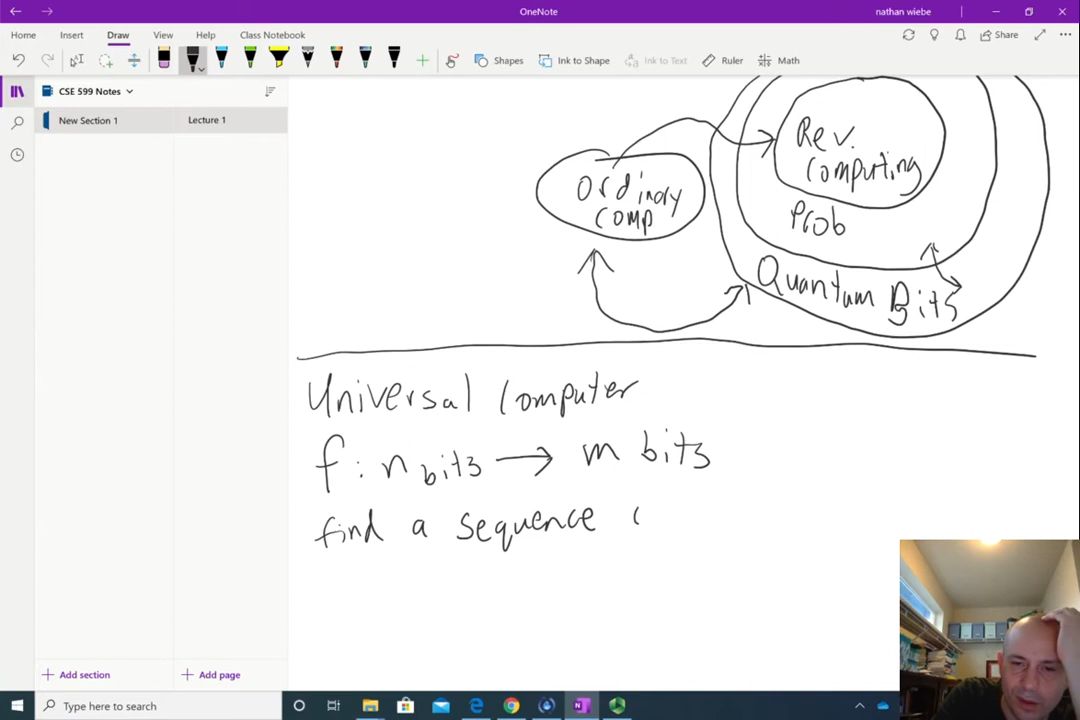 OneNote
nathan wiebe
Home Insert Draw View Help Class Notebook
Share
Shapes Ink to Shape Ink to Text Ruler Math
CSE 599 Notes
New Section 1 Lecture 1
Rev.
computing
Ordinary
comp
Prob
Quantum Bits
Universal computer
f: n bits → m bits
find a sequence
Add section Add page
Type here to search